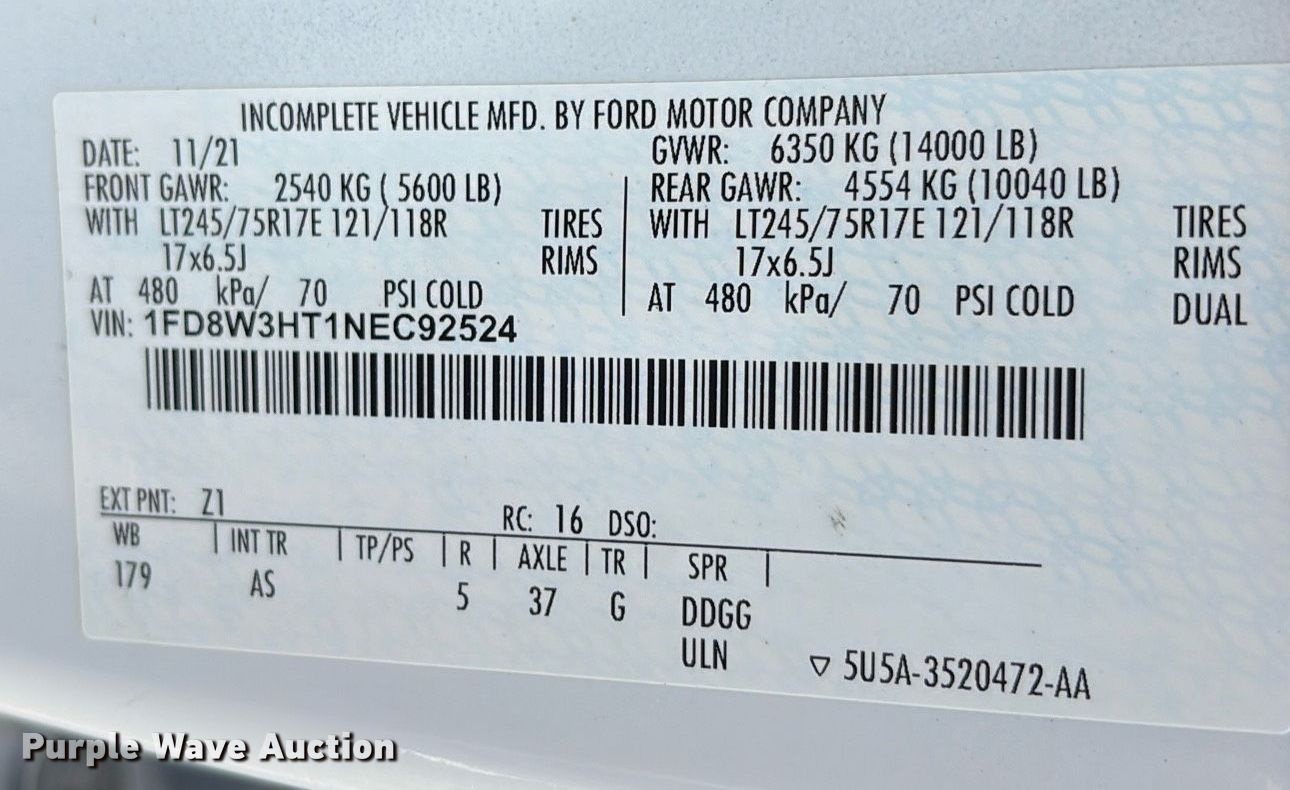 INCOMPLETE VEHICLE MFD. BY FORD MOTOR COMPANY
DATE: 11/21 GVWR: 6350 KG (14000 LB)
FRONT GAWR: 2540 KG ( 5600 LB) REAR GAWR: 4554 KG (10040 LB)
WITH LT245/75R17E 121/118R TIRES WITH LT245/75R17E 121/118R TIRES
17x6.5J RIMS 17x6.5J RIMS
AT 480 kPa/ 70 PSI COLD AT 480 kPa/ 70 PSI COLD DUAL
VIN: 1FD8W3HT1NEC92524
EXT PNT: Z1 RC: 16 DSO:
WB | INT TR | TP/PS | R | AXLE | TR | SPR |
179 AS 5 37 G DDGG
ULN ▽ 5U5A-3520472-AA
Purple Wave Auction